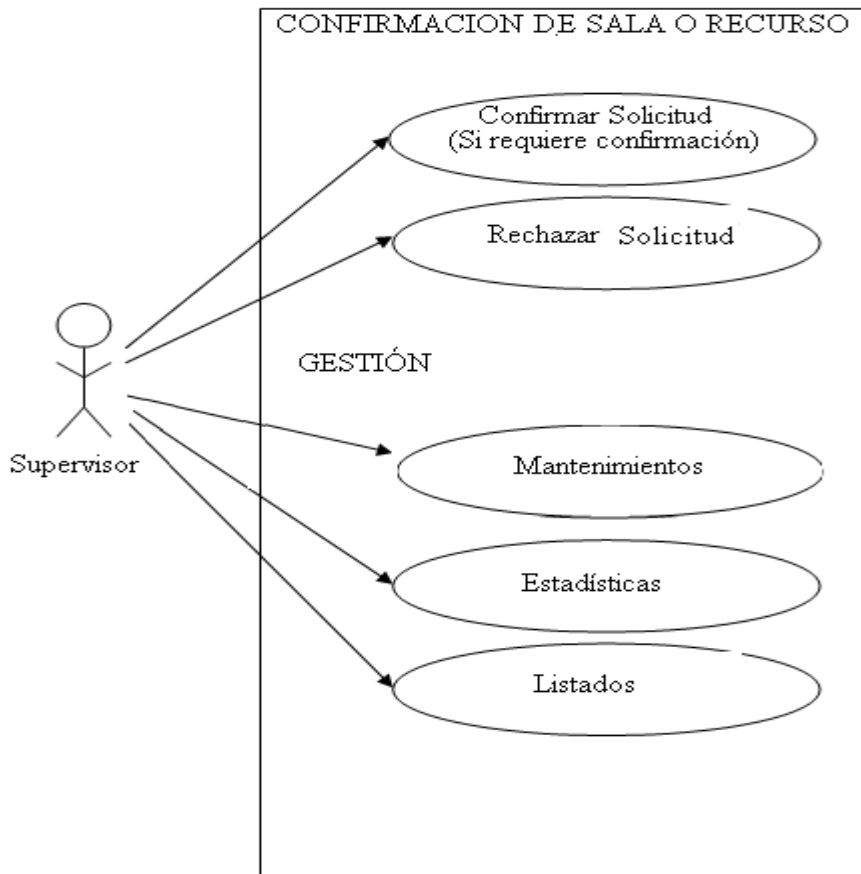 CONFIRMACION DE SALA O RECURSO
Confirmar Solicitud
(Si requiere confirmación)
Rechazar Solicitud
GESTIÓN
Supervisor
Mantenimientos
Estadísticas
Listados